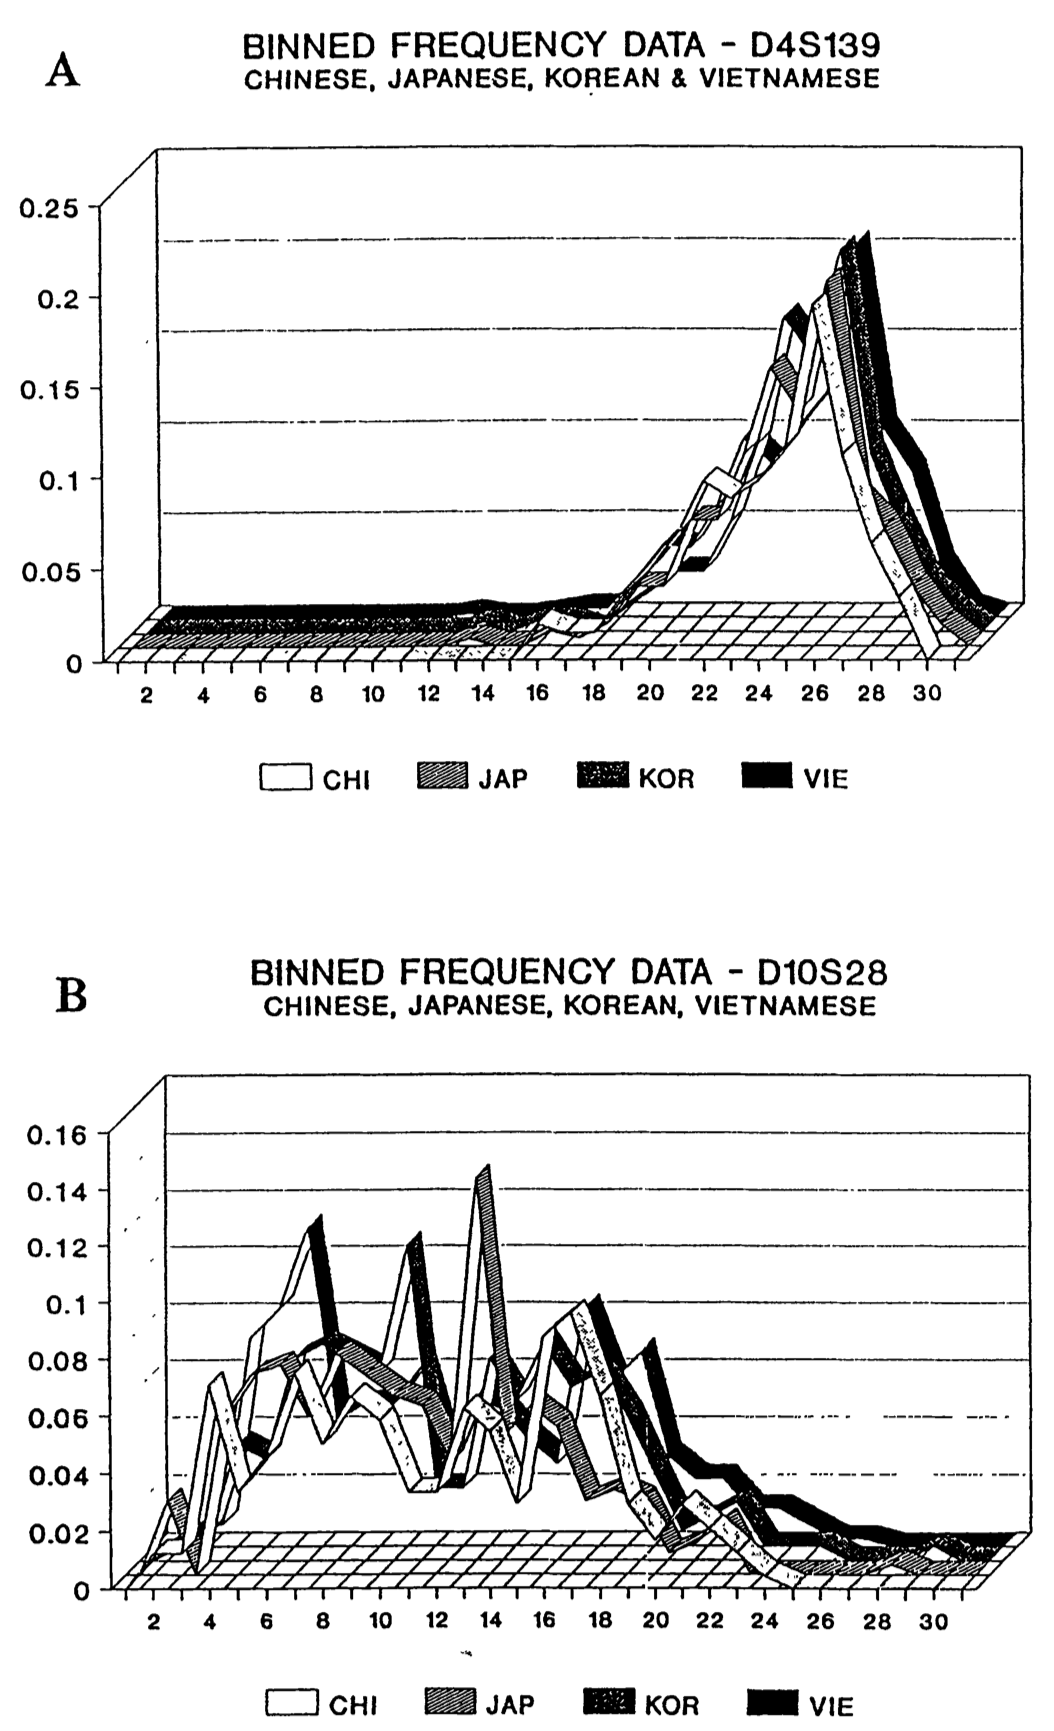 A
BINNED FREQUENCY DATA - D4S139
CHINESE, JAPANESE, KOREAN & VIETNAMESE
0.25
0.2
0.15
0.1
0.05
0
2 4 6 8 10 12 14 16 18 20 22 24 26 28 30
CHI JAP KOR VIE
B
BINNED FREQUENCY DATA - D10S28
CHINESE, JAPANESE, KOREAN, VIETNAMESE
0.16
0.14
0.12
0.1
0.08
0.06
0.04
0.02
0
2 4 6 8 10 12 14 16 18 20 22 24 26 28 30
CHI JAP KOR VIE